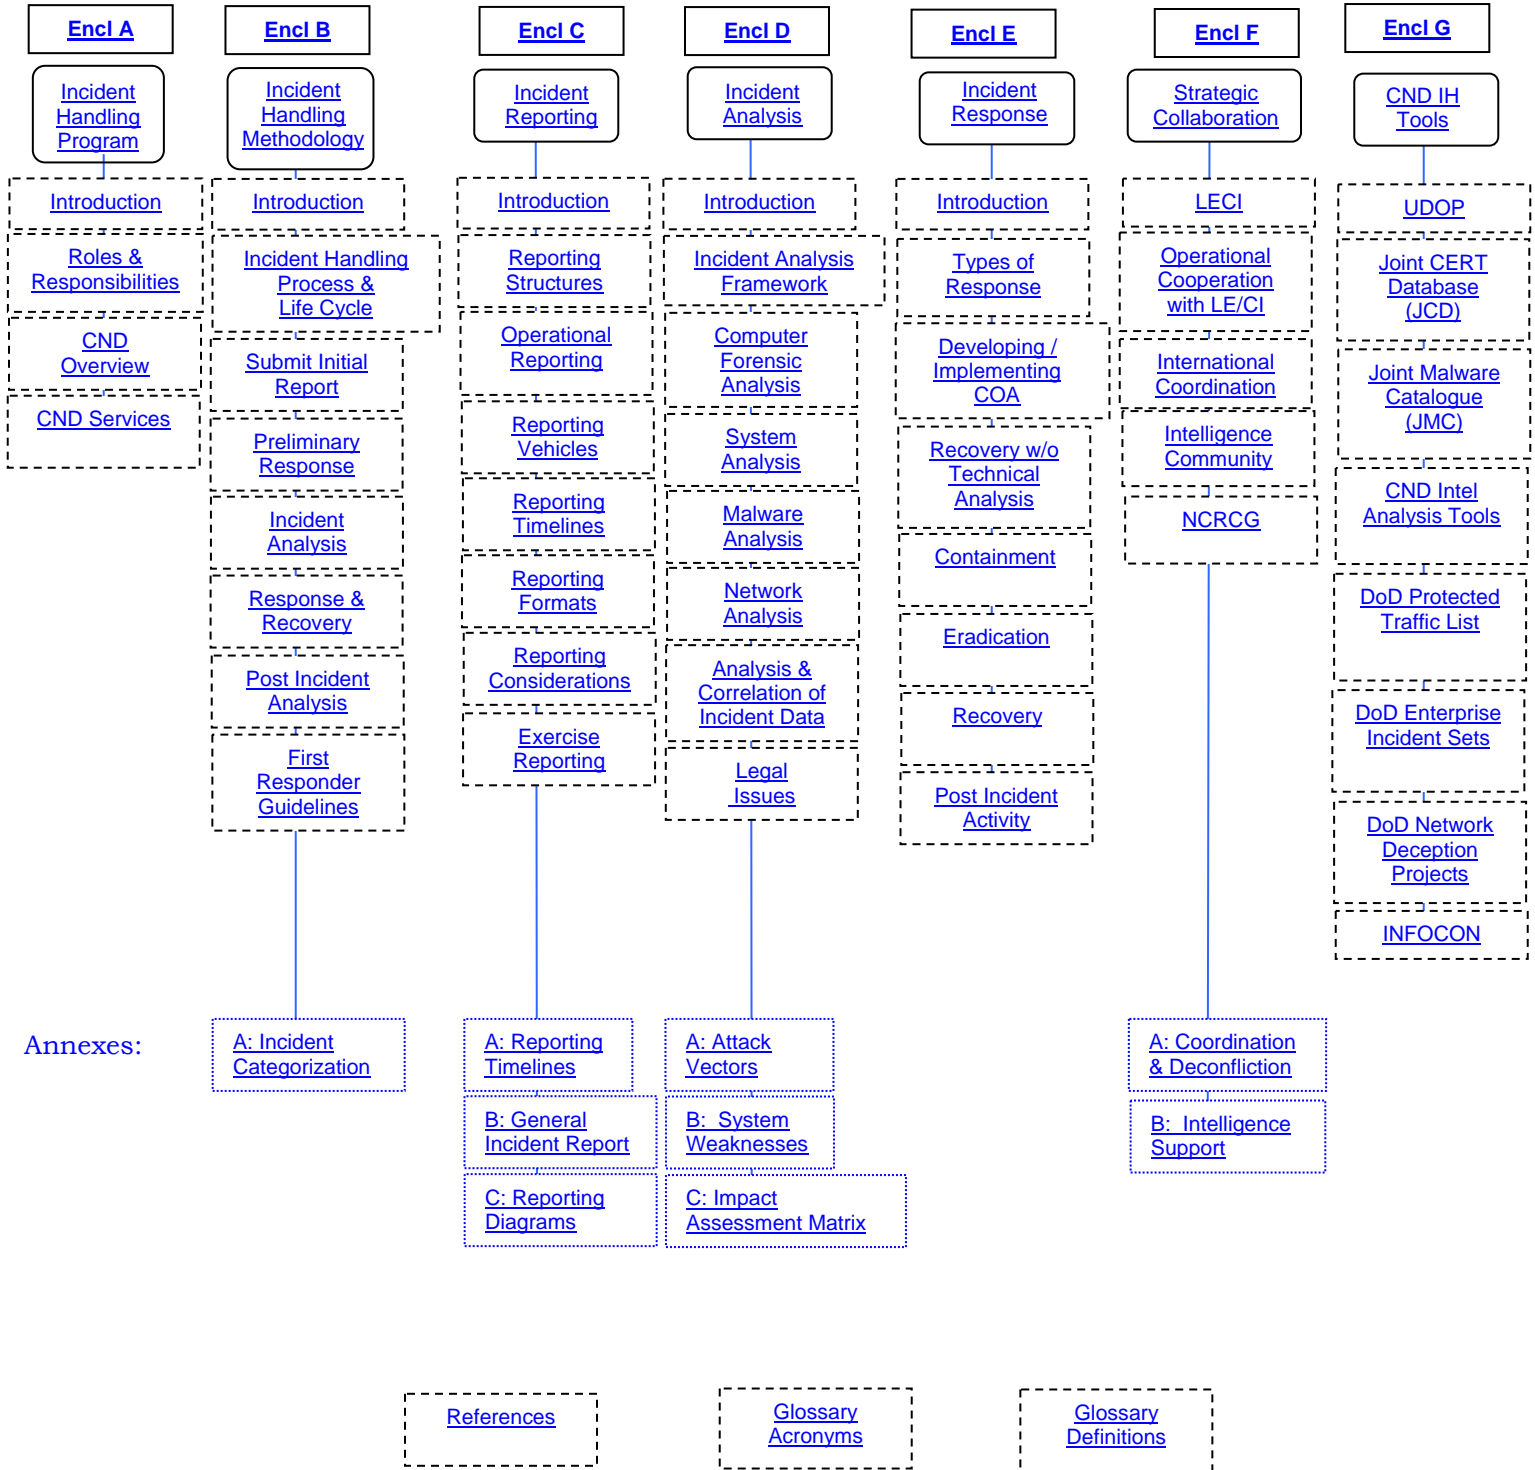 Encl A
Incident
Handling
Program
Introduction
Roles &
Responsibilities
CND
Overview
CND Services
Encl B
Incident
Handling
Methodology
Introduction
Incident Handling
Process &
Life Cycle
Submit Initial
Report
Preliminary
Response
Incident
Analysis
Response &
Recovery
Post Incident
Analysis
First
Responder
Guidelines
Encl C
Incident
Reporting
Introduction
Reporting
Structures
Operational
Reporting
Reporting
Vehicles
Reporting
Timelines
Reporting
Formats
Reporting
Considerations
Exercise
Reporting
Encl D
Incident
Analysis
Introduction
Incident Analysis
Framework
Computer
Forensic
Analysis
System
Analysis
Malware
Analysis
Network
Analysis
Analysis &
Correlation of
Incident Data
Legal
Issues
Encl E
Incident
Response
Introduction
Types of
Response
Developing /
Implementing
COA
Recovery w/o
Technical
Analysis
Containment
Eradication
Recovery
Post Incident
Activity
Encl F
Strategic
Collaboration
LECI
Operational
Cooperation
with LE/CI
International
Coordination
Intelligence
Community
NCRCG
Encl G
CND IH
Tools
UDOP
Joint CERT
Database
(JCD)
Joint Malware
Catalogue
(JMC)
CND Intel
Analysis Tools
DoD Protected
Traffic List
DoD Enterprise
Incident Sets
DoD Network
Deception
Projects
INFOCON
Annexes:
A: Incident
Categorization
A: Reporting
Timelines
B: General
Incident Report
C: Reporting
Diagrams
A: Attack
Vectors
B: System
Weaknesses
C: Impact
Assessment Matrix
A: Coordination
& Deconfliction
B: Intelligence
Support
References
Glossary
Acronyms
Glossary
Definitions